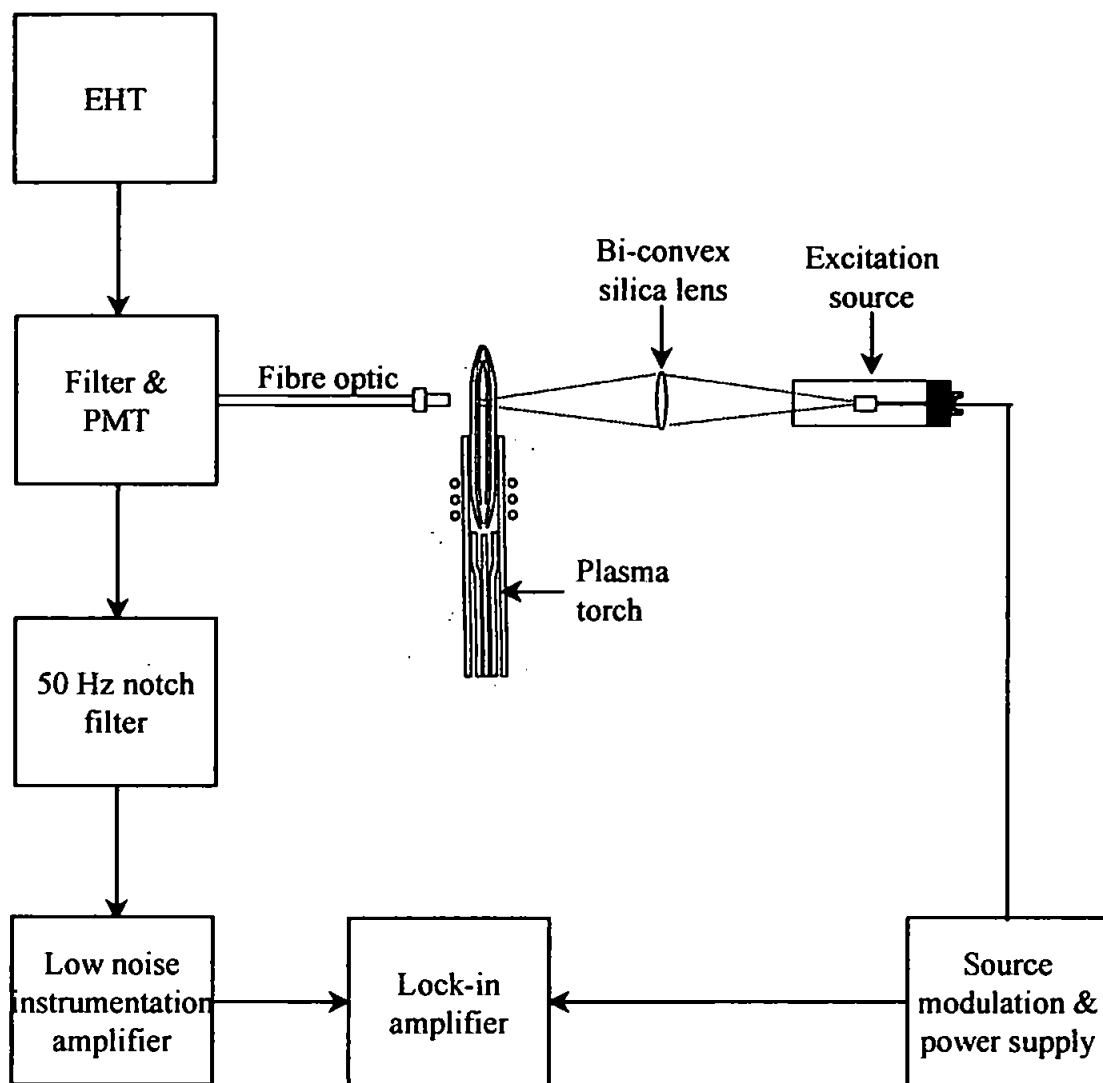 EHT
Bi-convex
silica lens
Excitation
source
Filter &
PMT
Fibre optic
Plasma
torch
50 Hz notch
filter
Low noise
instrumentation
amplifier
Lock-in
amplifier
Source
modulation &
power supply